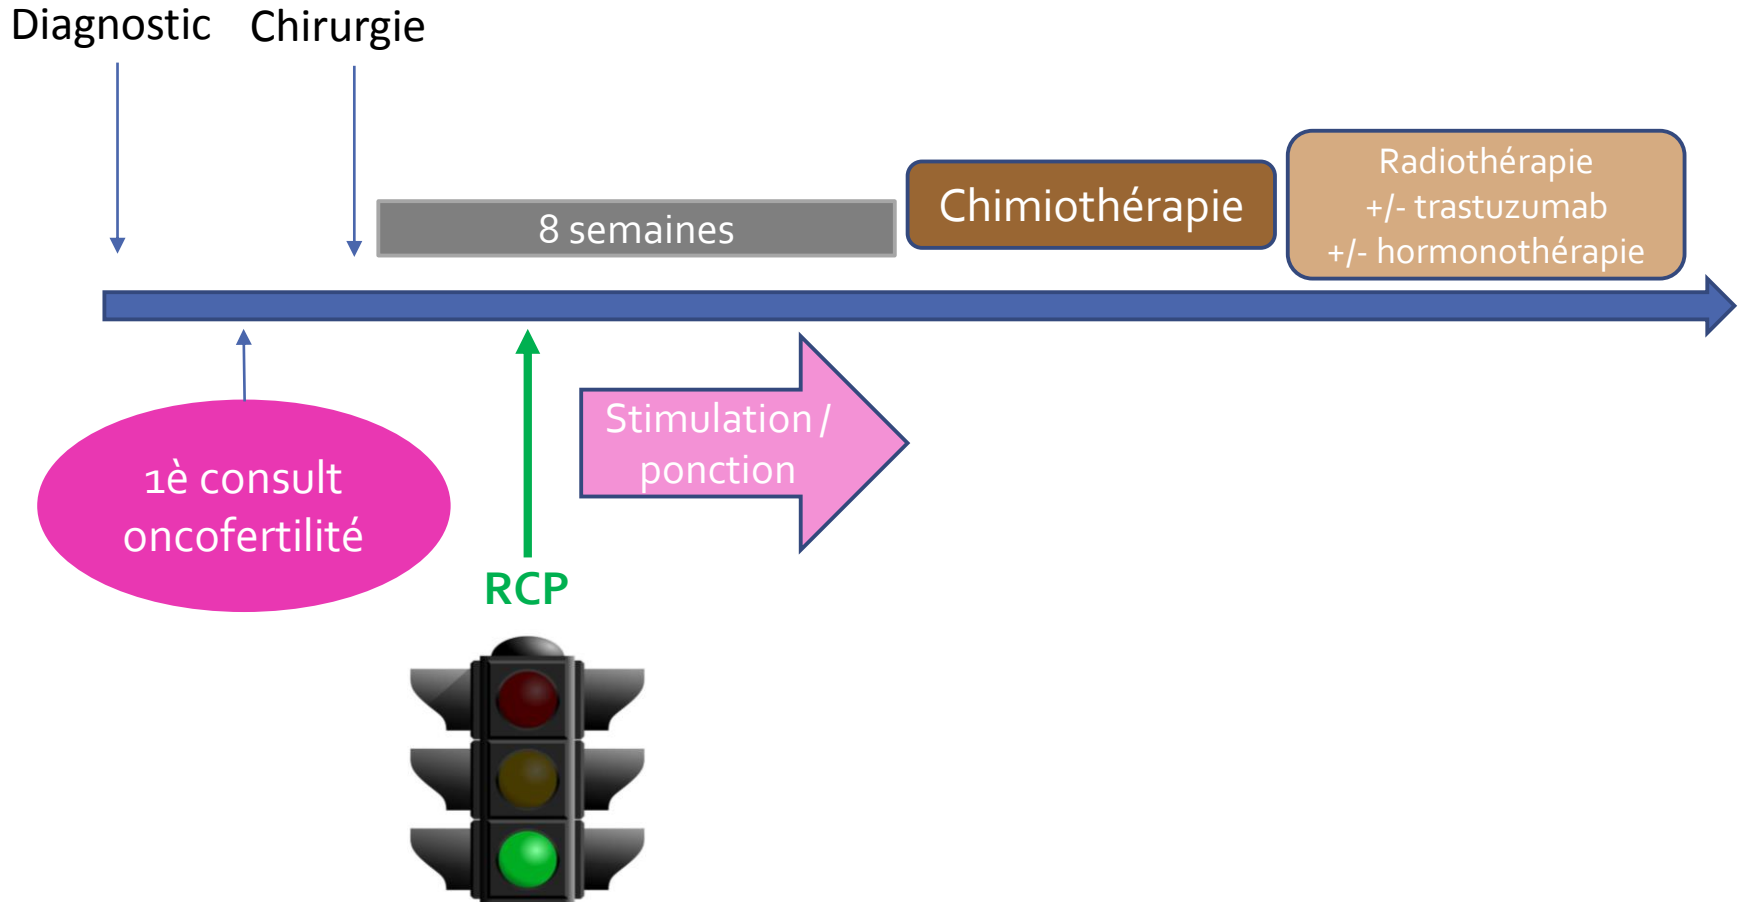 Diagnostic
Chirurgie
8 semaines
Chimiothérapie
Radiothérapie
+/- trastuzumab
+/- hormonothérapie
1è consult
oncofertilité
RCP
Stimulation /
ponction